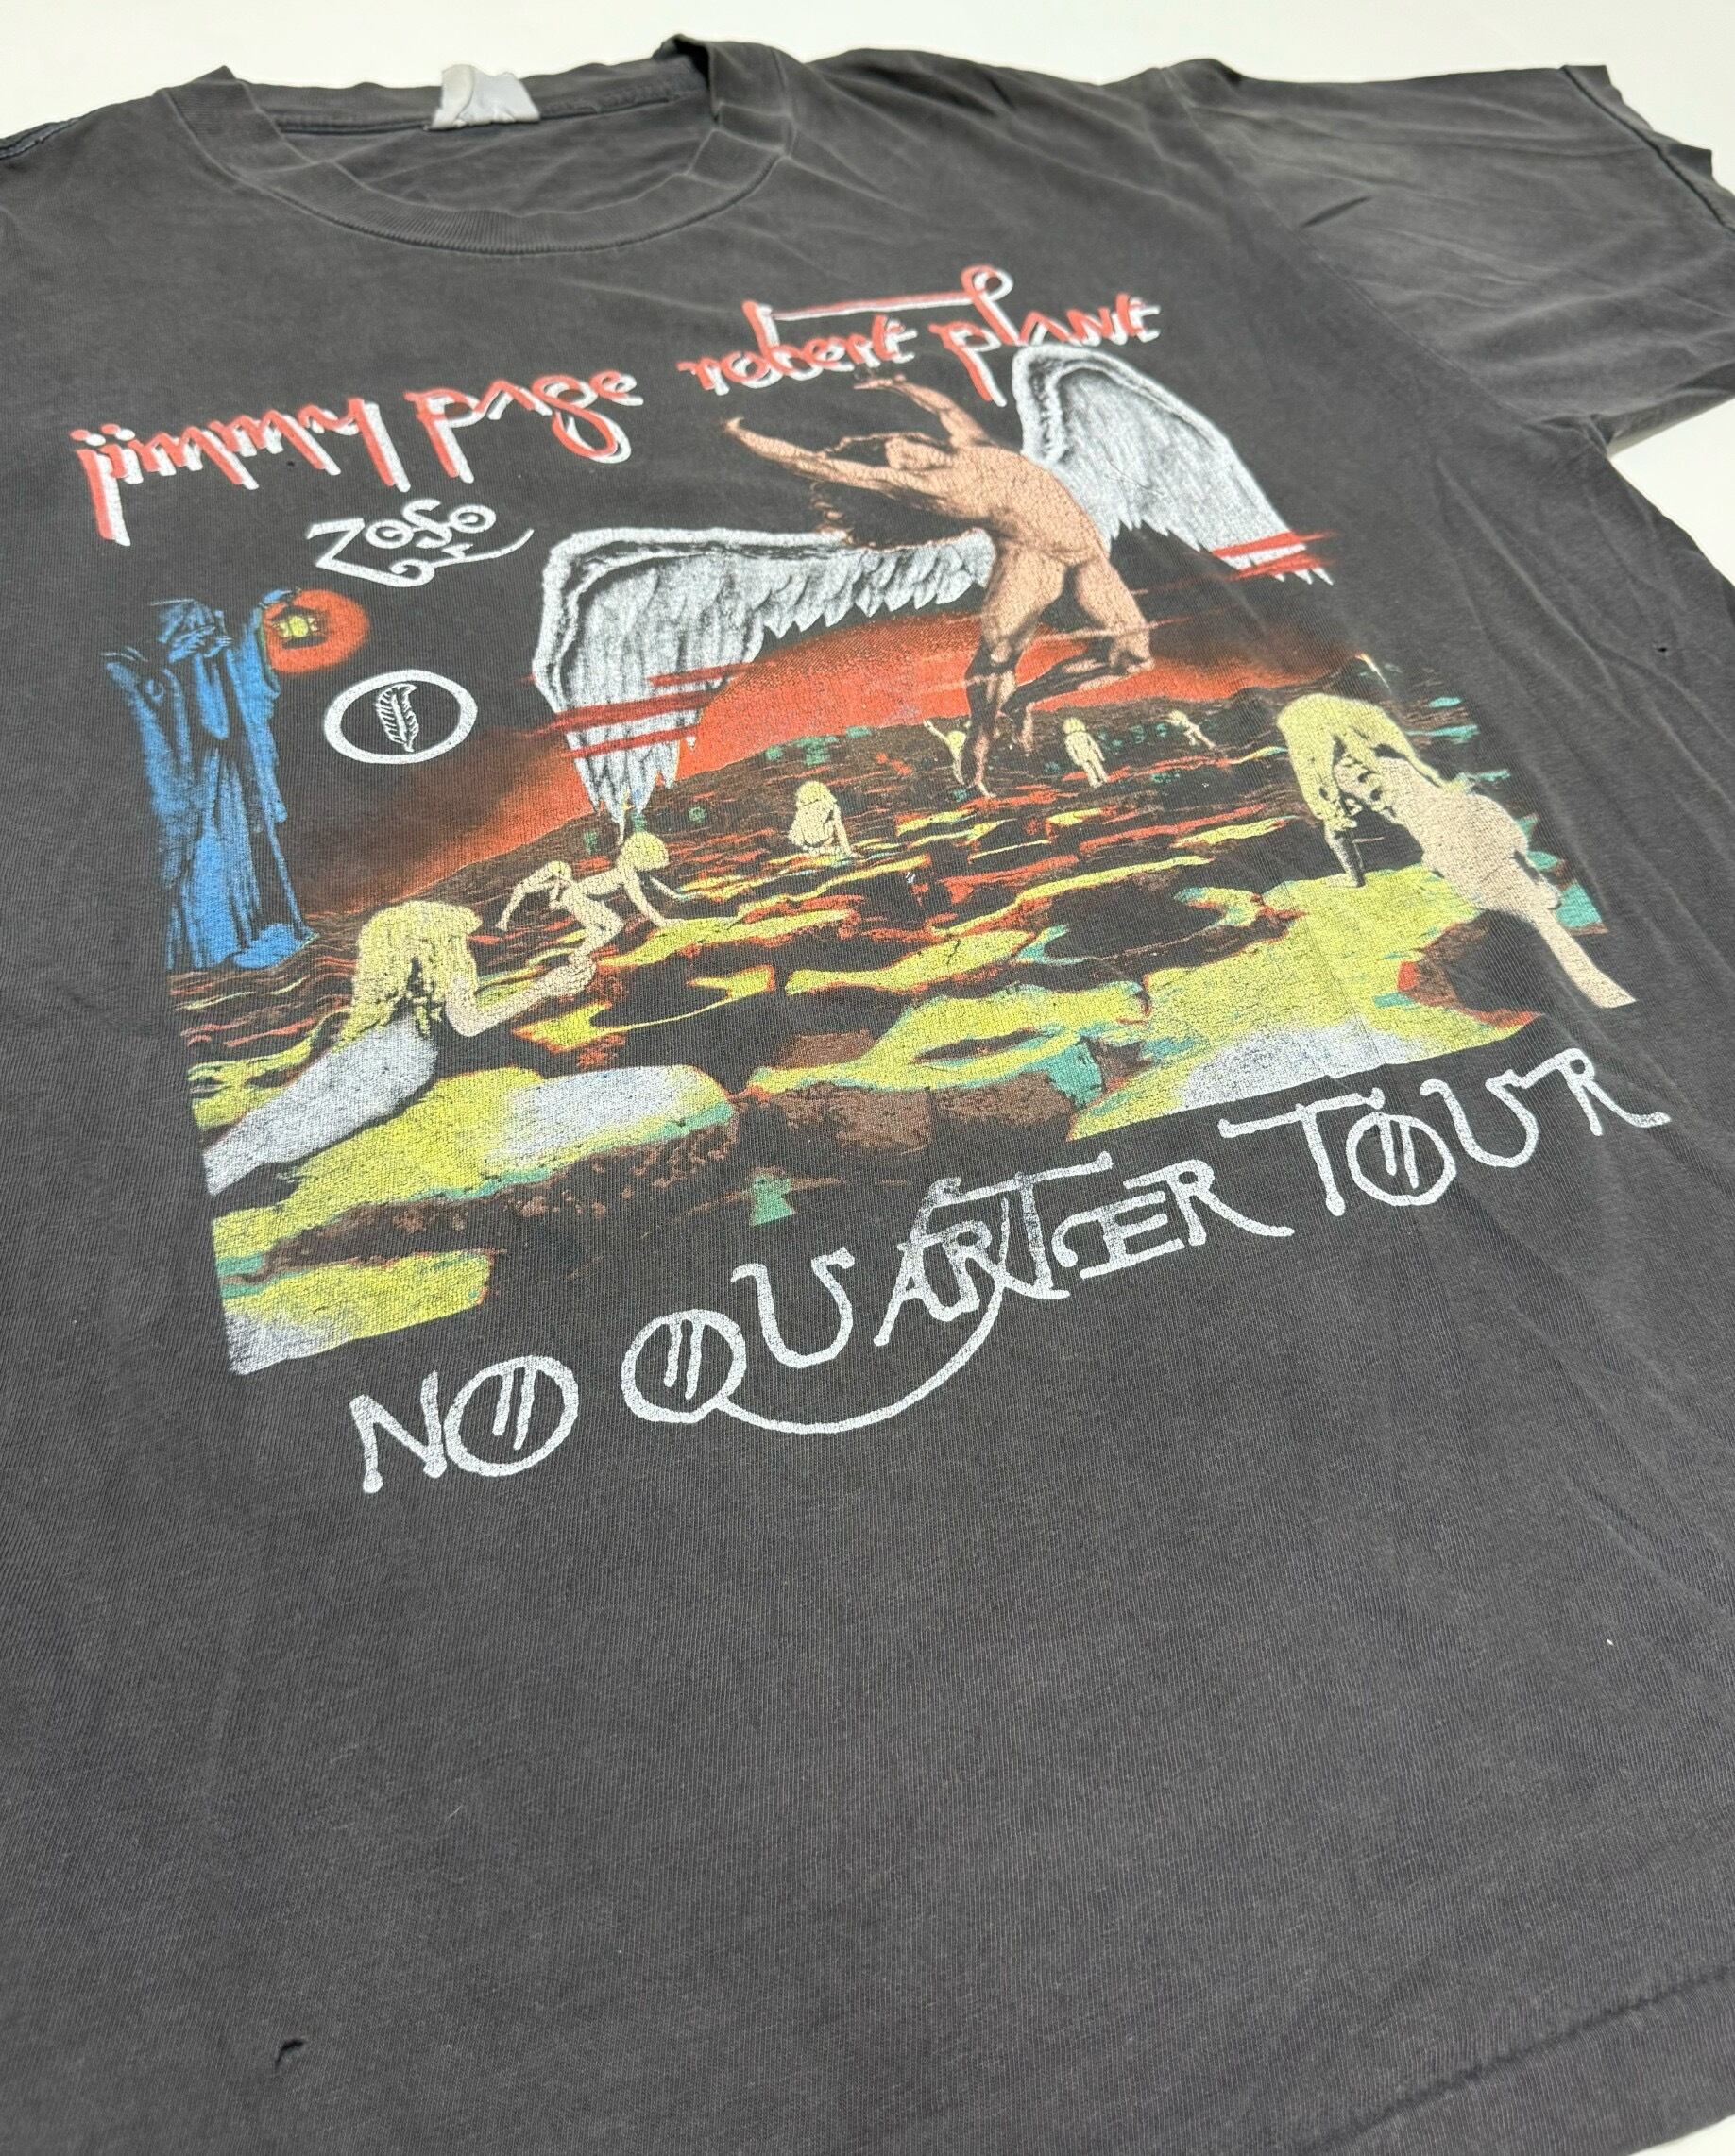 jimmy page robert plant
ZoSo
NO QUARTER TOUR